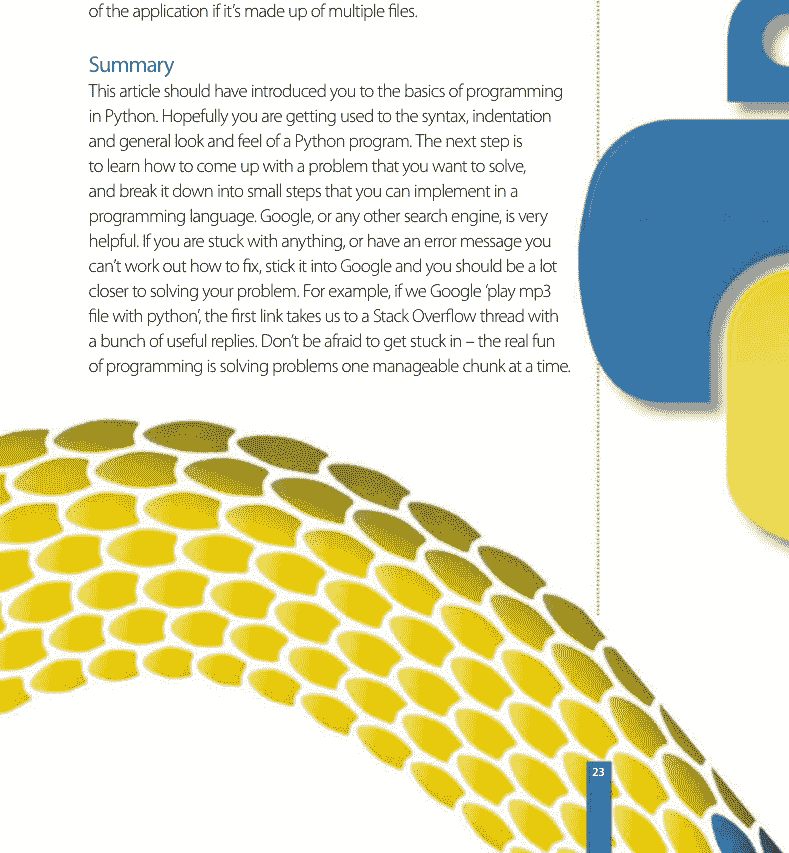 of the application if it's made up of multiple files.
Summary
This article should have introduced you to the basics of programming
in Python. Hopefully you are getting used to the syntax, indentation
and general look and feel of a Python program. The next step is
to learn how to come up with a problem that you want to solve,
and break it down into small steps that you can implement in a
programming language. Google, or any other search engine, is very
helpful. If you are stuck with anything, or have an error message you
can't work out how to fix, stick it into Google and you should be a lot
closer to solving your problem. For example, if we Google ‘play mp3
file with python’, the first link takes us to a Stack Overflow thread with
a bunch of useful replies. Don't be afraid to get stuck in – the real fun
of programming is solving problems one manageable chunk at a time.
23